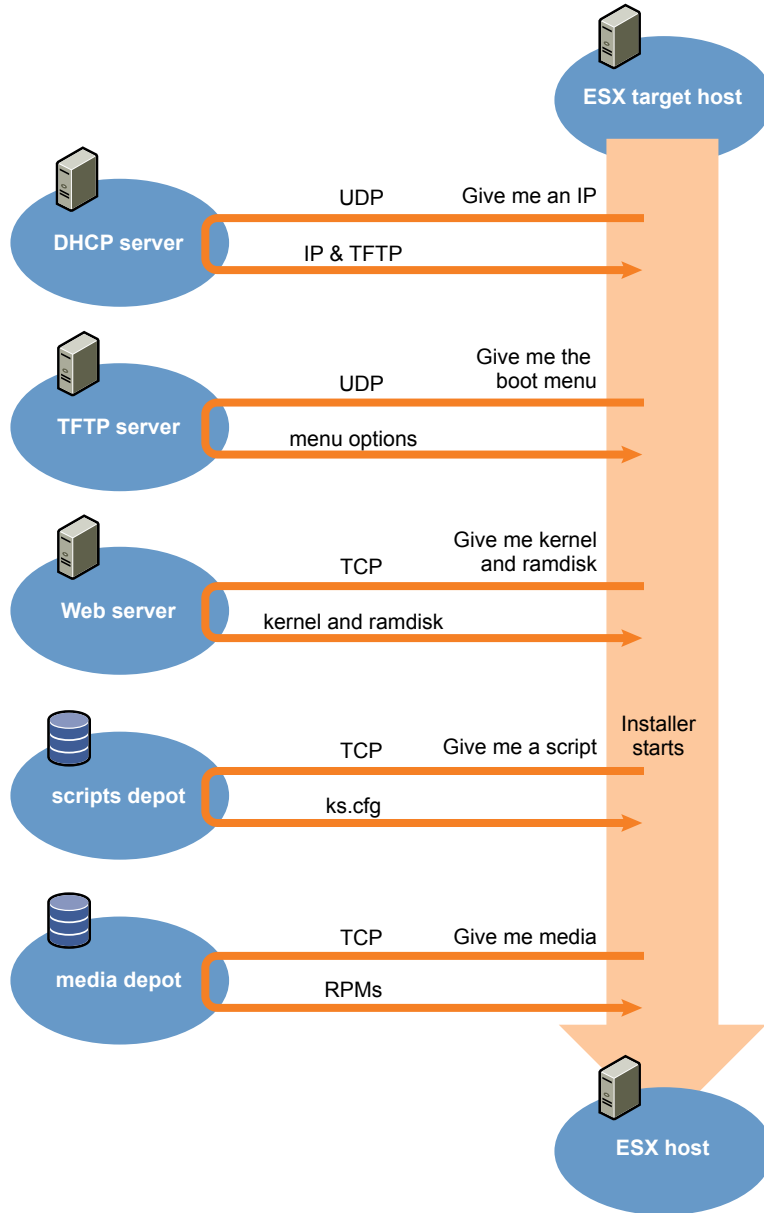 ESX target host
UDP
Give me an IP
DHCP server
IP & TFTP
Give me the
boot menu
UDP
TFTP server
menu options
Give me kernel
and ramdisk
TCP
Web server
kernel and ramdisk
Installer
starts
TCP
Give me a script
scripts depot
ks.cfg
TCP
Give me media
media depot
RPMs
ESX host